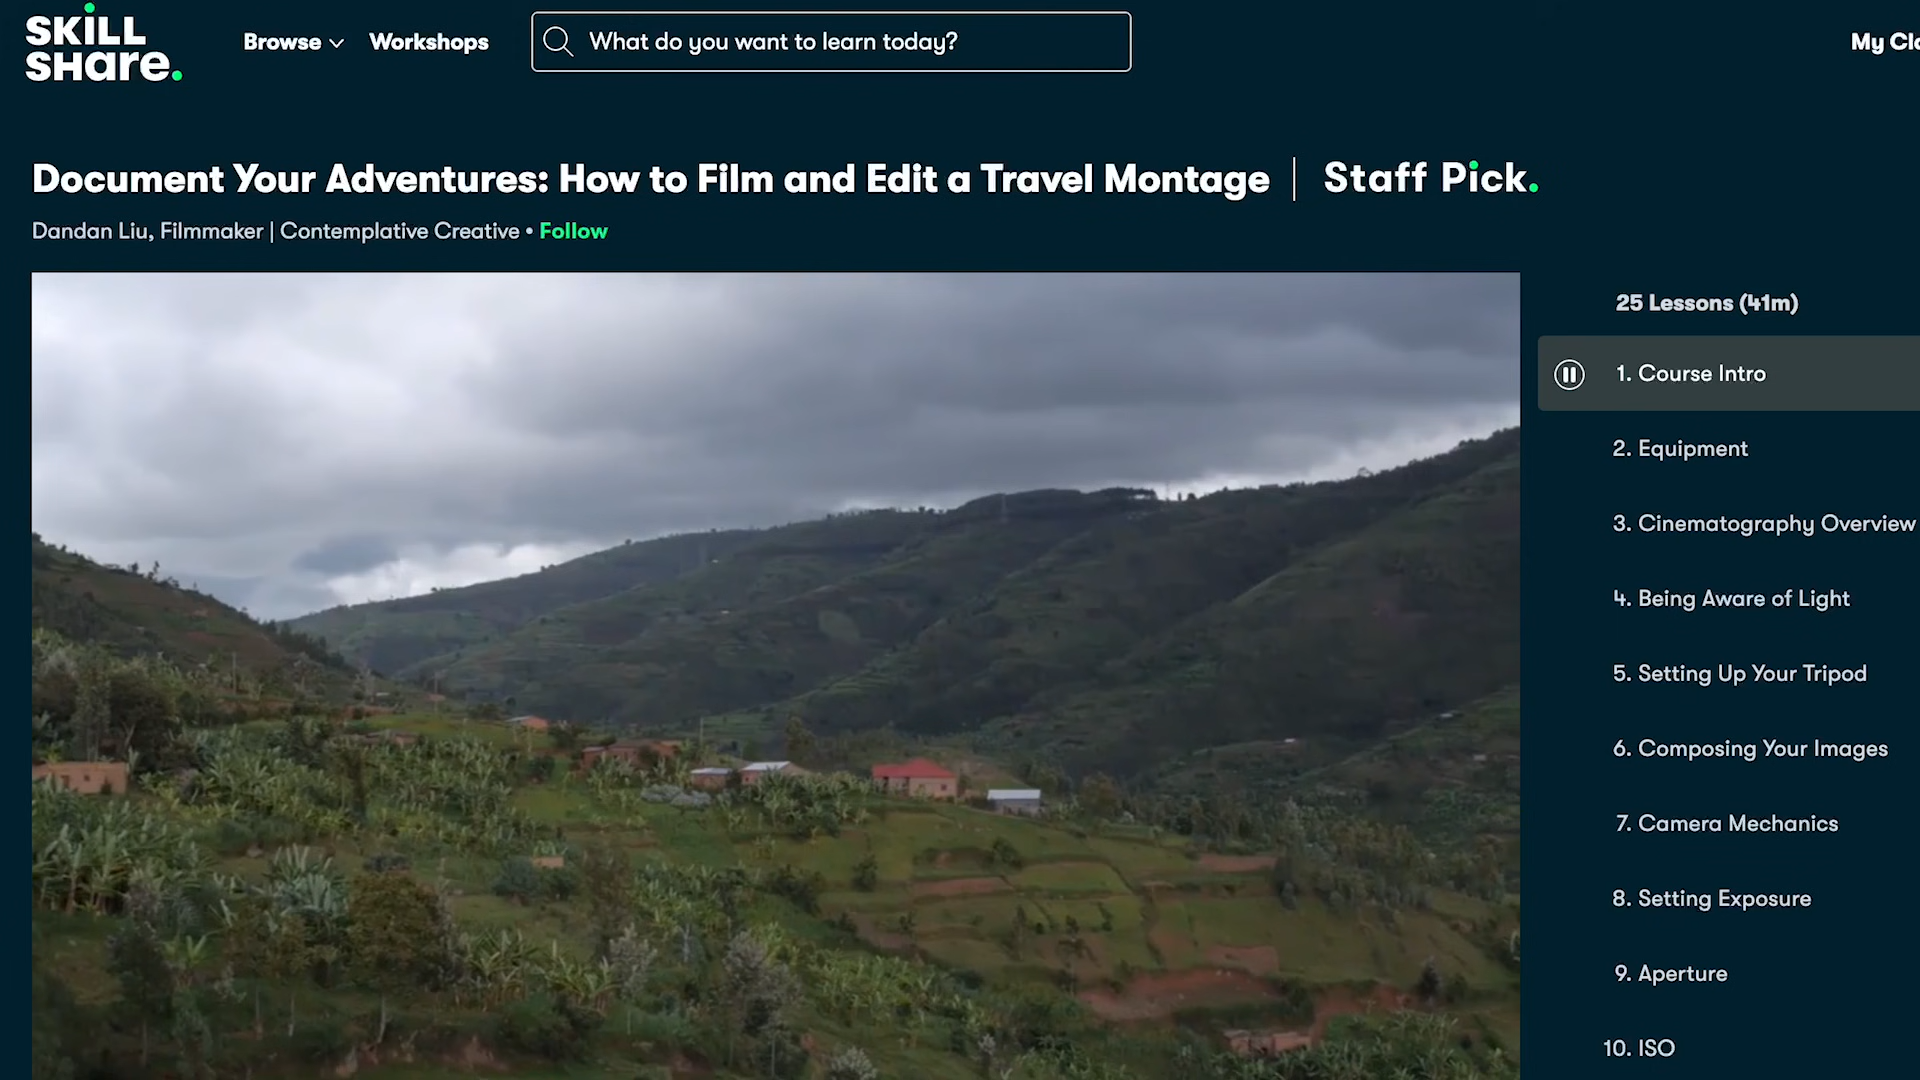 SKILL
SHare.
Browse
Workshops
What do you want to learn today?
My Cla
Document Your Adventures: How to Film and Edit a Travel Montage | Staff Pick.
Dandan Liu, Filmmaker | Contemplative Creative • Follow
25 Lessons (41m)
1. Course Intro
2. Equipment
3. Cinematography Overview
4. Being Aware of Light
5. Setting Up Your Tripod
6. Composing Your Images
7. Camera Mechanics
8. Setting Exposure
9. Aperture
10. ISO